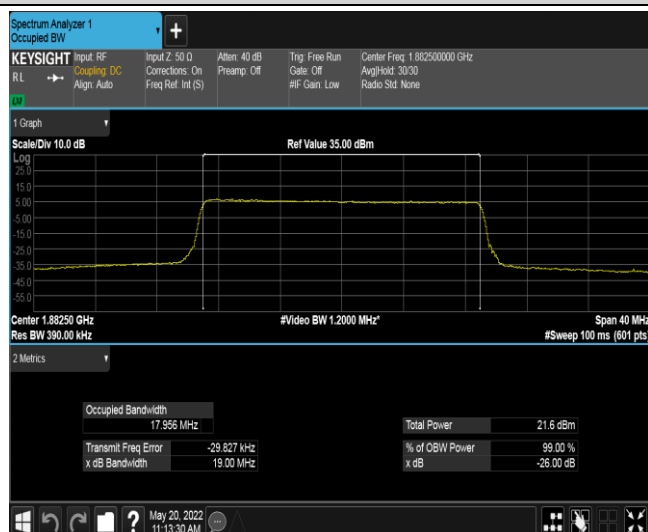 Spectrum Analyzer 1
Occupied BW
+
KEYSIGHT Input: RF Input Z: 50 Ω Atten: 40 dB Trig: Free Run Center Freq: 1.882500000 GHz
RL Coupling: DC Corrections: On Preamp: Off Gate: Off Avg|Hold: 30/30
Align: Auto Freq Ref: Int (S) #IF Gain: Low Radio Std: None
1 Graph
Scale/Div 10.0 dB Ref Value 35.00 dBm
Log
25.0
15.0
5.00
-5.00
-15.0
-25.0
-35.0
-45.0
-55.0
Center 1.88250 GHz #Video BW 1.2000 MHz* Span 40 MHz
Res BW 390.00 kHz #Sweep 100 ms (601 pts)
2 Metrics
Occupied Bandwidth
17.956 MHz Total Power 21.6 dBm
Transmit Freq Error -29.827 kHz % of OBW Power 99.00 %
x dB Bandwidth 19.00 MHz x dB -26.00 dB
? May 20, 2022
11:13:30 AM